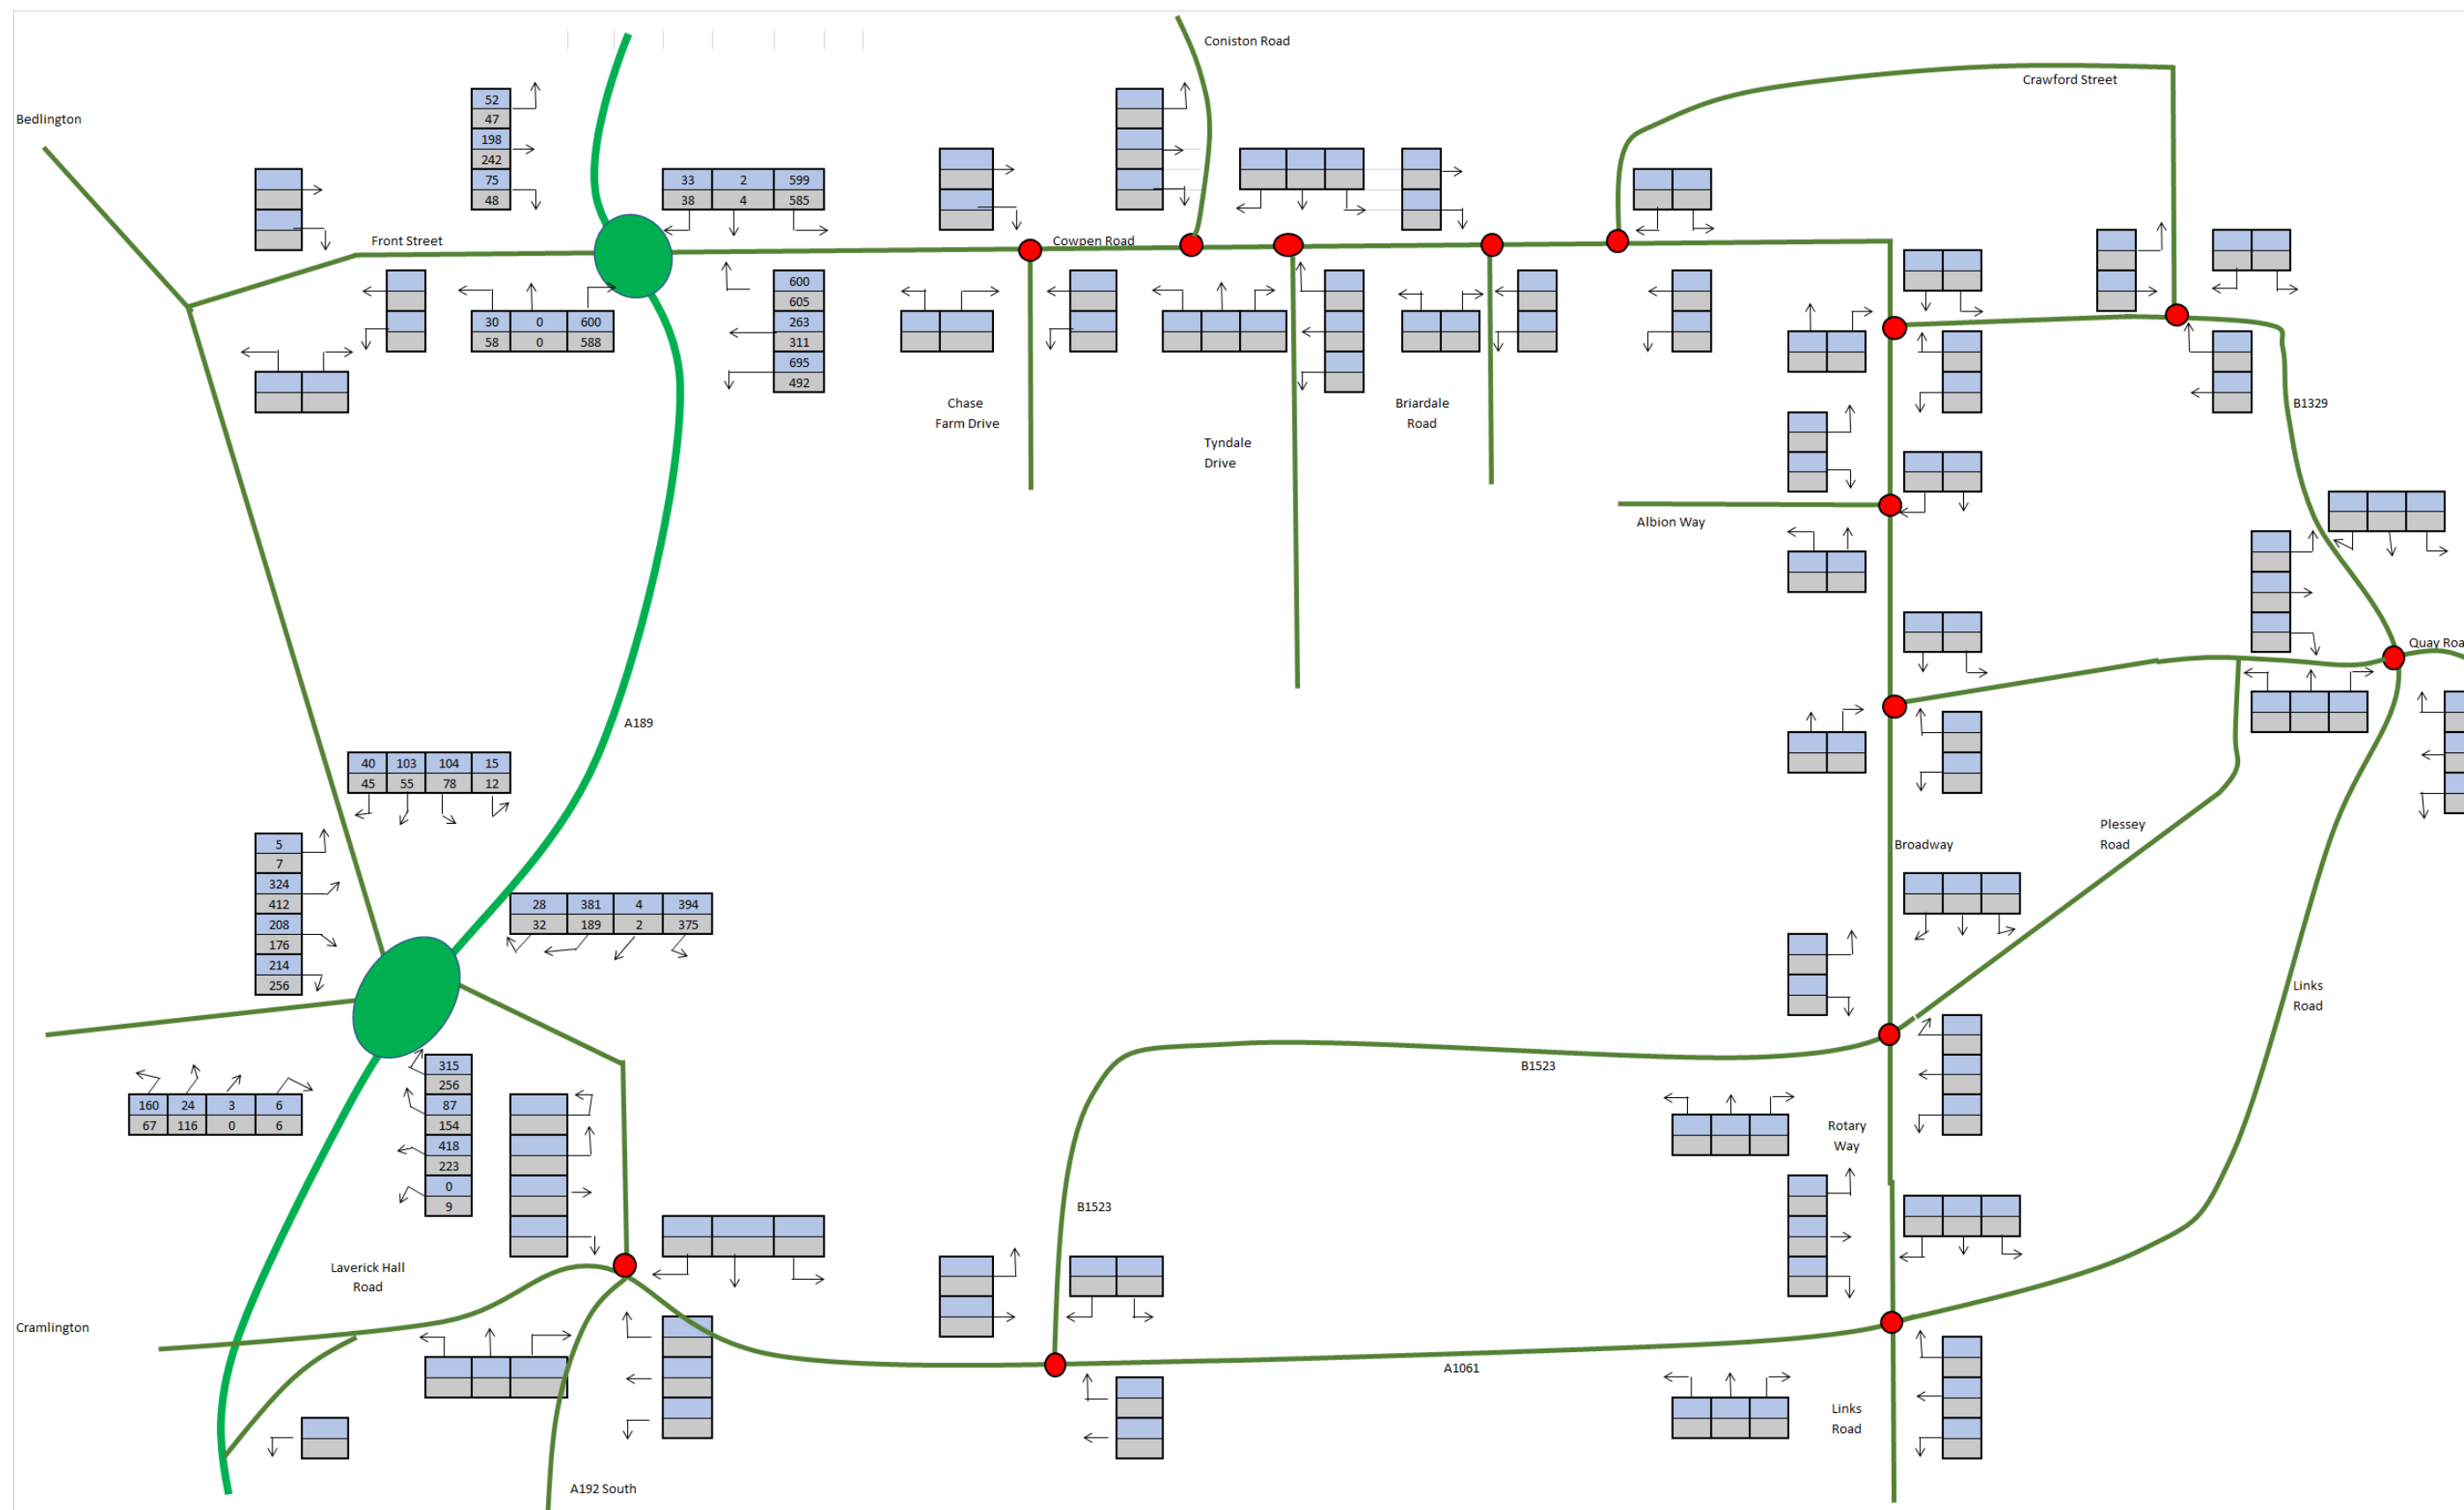 Coniston Road
Crawford Street
Bedlington
52
47
198
242
75
48
33 2 599
38 4 585
Front Street
Cowpen Road
30 0 600
58 0 588
600
605
263
311
695
492
Chase
Farm Drive
Tyndale
Drive
Briardale
Road
B1329
Albion Way
Quay Roa
A189
40 103 104 15
45 55 78 12
5
7
324
412
208
176
214
256
28 381 4 394
32 189 2 375
Broadway
Plessey
Road
Links
Road
B1523
160 24 3 6
67 116 0 6
315
256
87
154
418
223
0
9
Rotary
Way
B1523
Laverick Hall
Road
Cramlington
A1061
Links
Road
A192 South